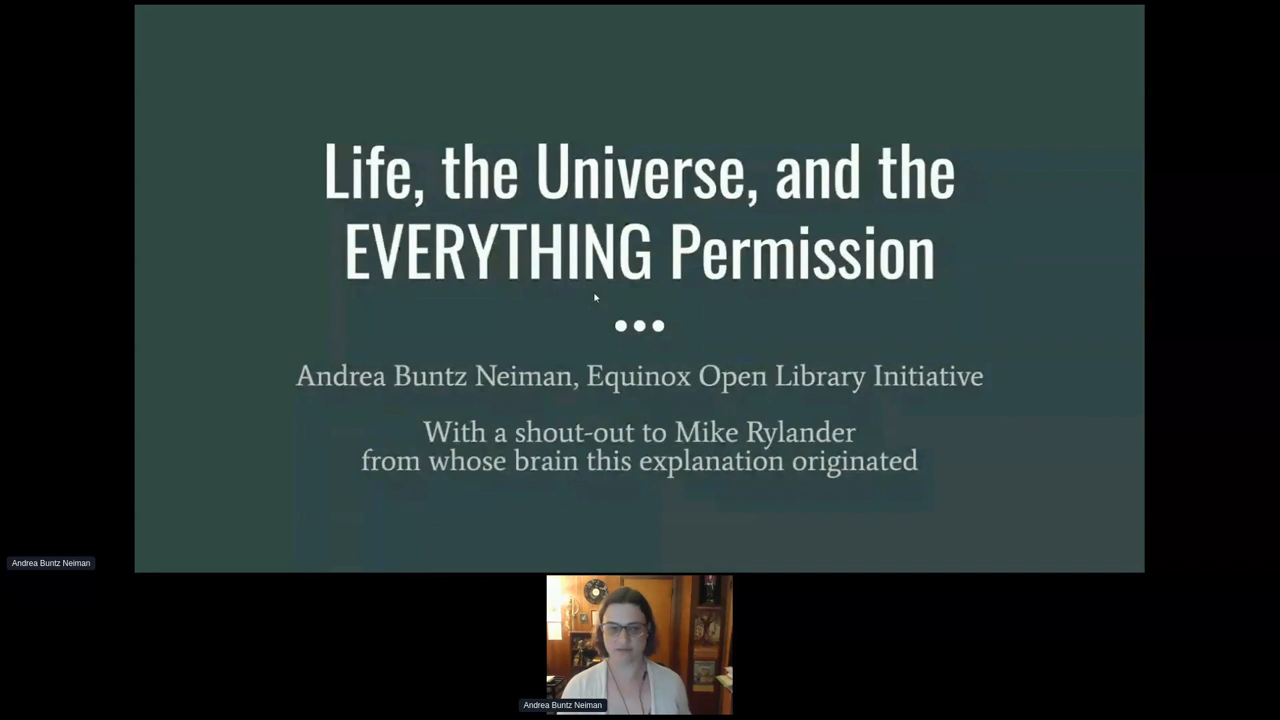 Life, the Universe, and the
EVERYTHING Permission
Andrea Buntz Neiman, Equinox Open Library Initiative
With a shout-out to Mike Rylander
from whose brain this explanation originated
Andrea Buntz Neiman
Andrea Buntz Neiman